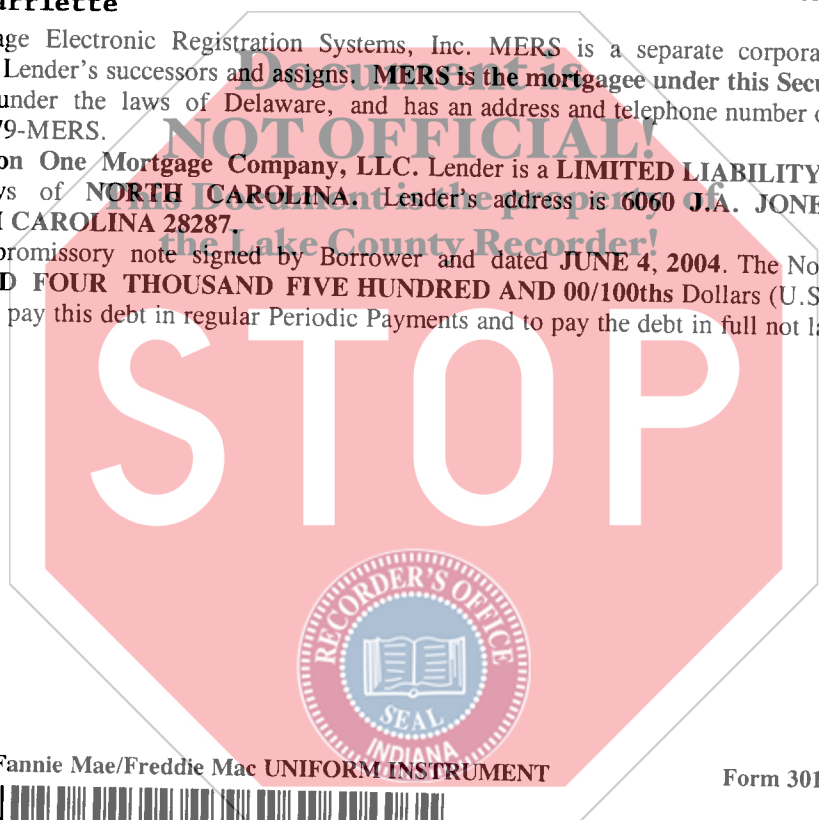 arriette
age Electronic Registration Systems, Inc. MERS is a separate corpora
Lender's successors and assigns. MERS is the mortgagee under this Secu
under the laws of Delaware, and has an address and telephone number o
79-MERS.
on One Mortgage Company, LLC. Lender is a LIMITED LIABILITY
ws of NORTH CAROLINA. Lender's address is 6060 J.A. JONE
H CAROLINA 28287.
promissory note signed by Borrower and dated JUNE 4, 2004. The No
D FOUR THOUSAND FIVE HUNDRED AND 00/100ths Dollars (U.S
pay this debt in regular Periodic Payments and to pay the debt in full not la
Document is
NOT OFFICIAL!
This Document is the property of
the Lake County Recorder!
STOP
RECORDER'S OFFICE
SEAL
INDIANA
Fannie Mae/Freddie Mac UNIFORM INSTRUMENT
Form 301